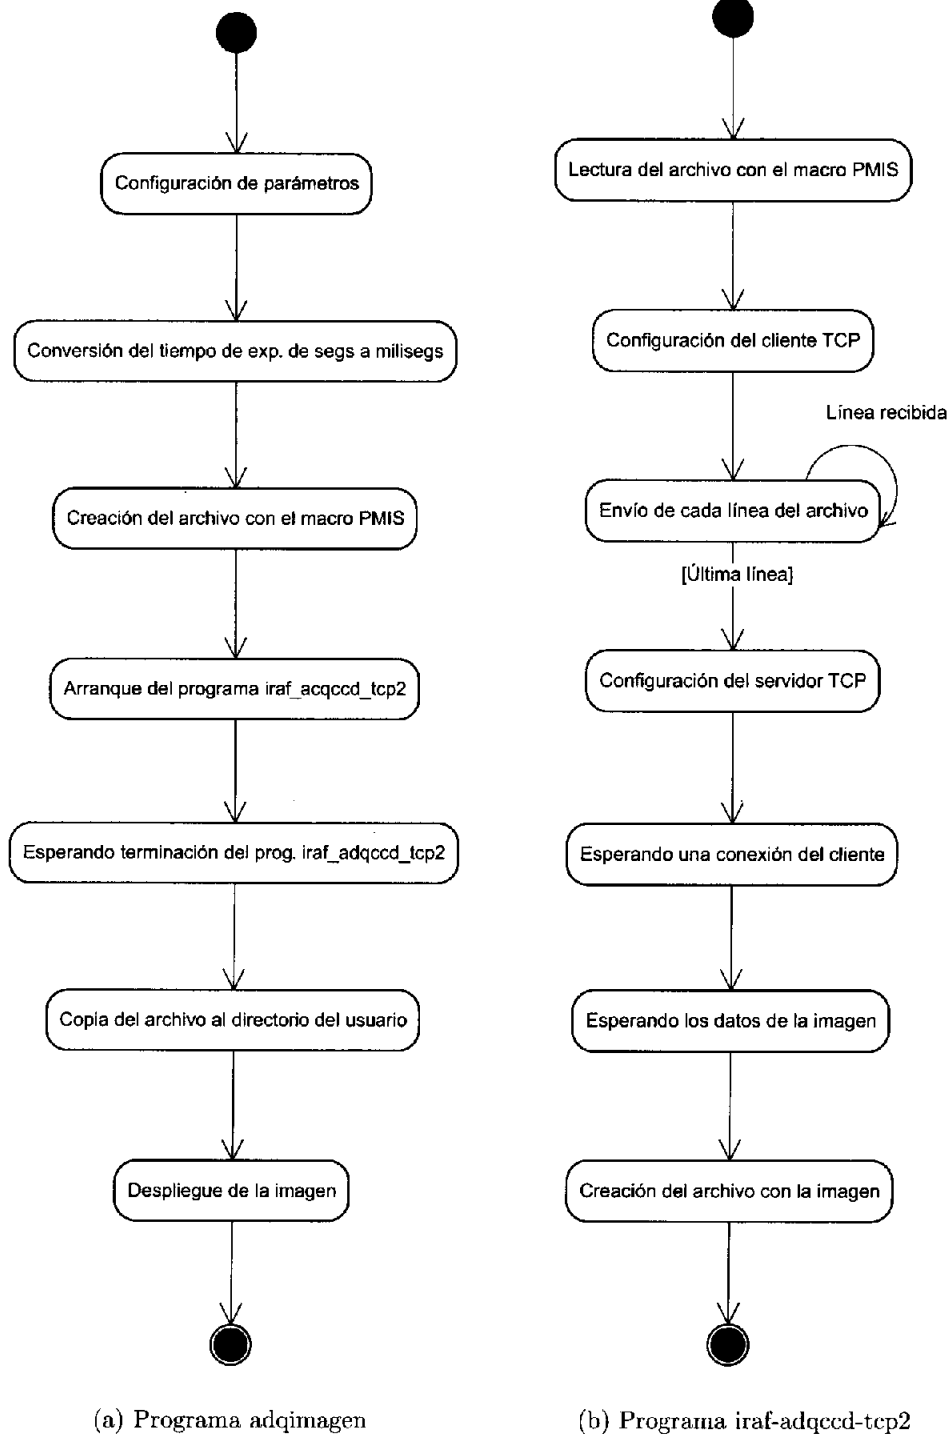 Configuración de parámetros
Conversión del tiempo de exp. de segs a milisegs
Creación del archivo con el macro PMIS
Arranque del programa iraf_acqccd_tcp2
Esperando terminación del prog. iraf_adqccd_tcp2
Copia del archivo al directorio del usuario
Despliegue de la imagen
(a) Programa adqimagen
Lectura del archivo con el macro PMIS
Configuración del cliente TCP
Línea recibida
Envío de cada línea del archivo
[Última línea]
Configuración del servidor TCP
Esperando una conexión del cliente
Esperando los datos de la imagen
Creación del archivo con la imagen
(b) Programa iraf-adqccd-tcp2